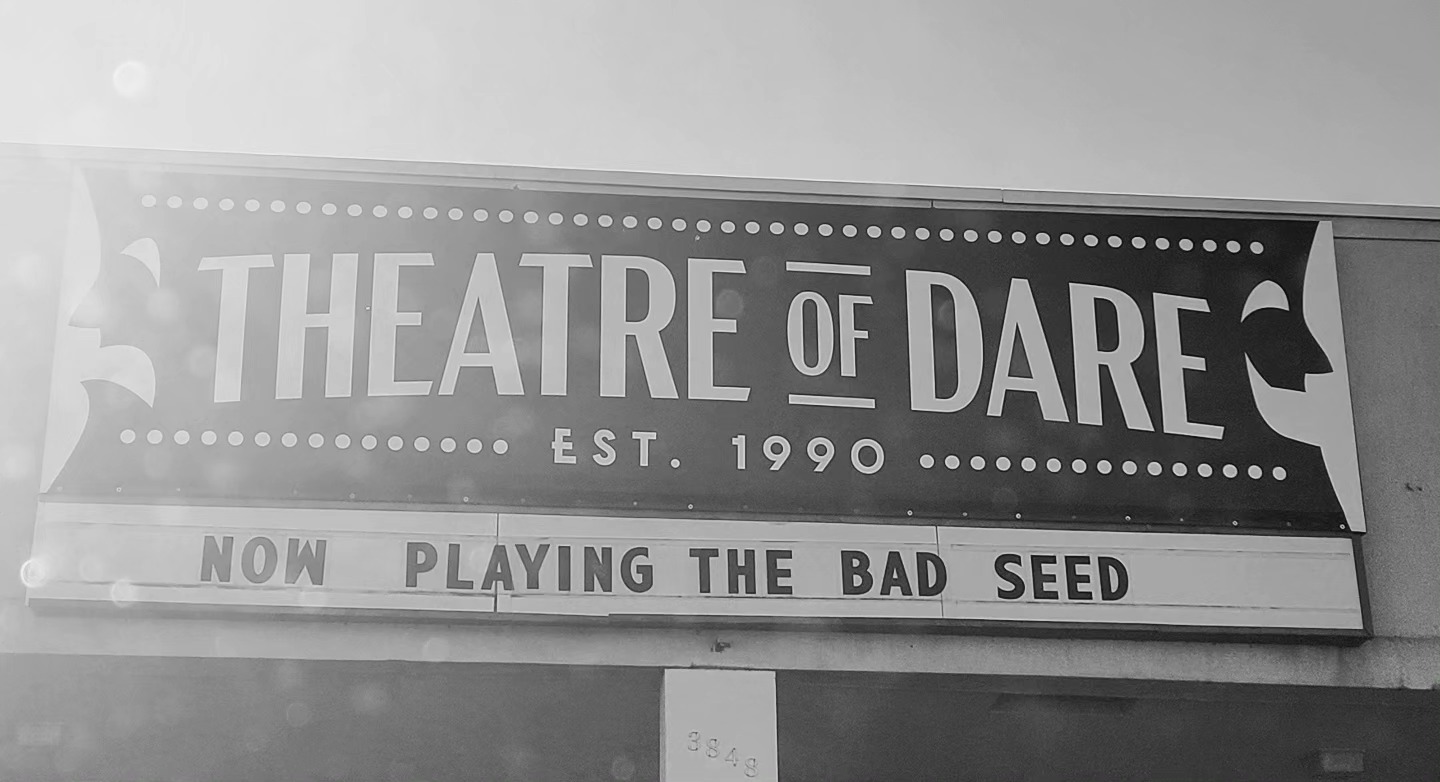 THEATRE OF DARE
EST. 1990
NOW PLAYING THE BAD SEED
3848